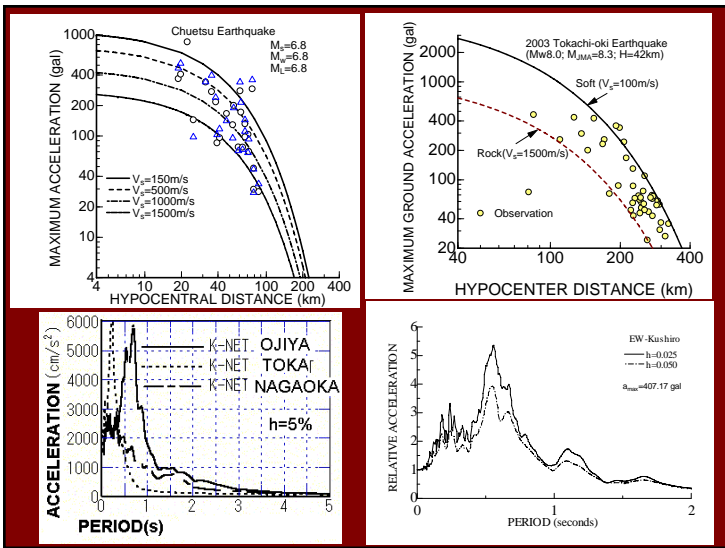 Chuetsu Earthquake
Ms=6.8
Mw=6.8
ML=6.8
MAXIMUM ACCELERATION (gal)
1000
400
200
100
40
20
10
4
Vs=150m/s
Vs=500m/s
Vs=1000m/s
Vs=1500m/s
4 10 20 40 100 200 400
HYPOCENTRAL DISTANCE (km)
2003 Tokachi-oki Earthquake
(Mw8.0; MJMA=8.3; H=42km)
Soft (Vs=100m/s)
Rock(Vs=1500m/s)
Observation
MAXIMUM GROUND ACCELERATION (gal)
2000
1000
400
200
100
40
20
40 100 200 400
HYPOCENTER DISTANCE (km)
ACCELERATION (cm/s²)
6000
5000
4000
3000
2000
1000
0
K-NET OJIYA
K-NET TOKA
K-NET NAGAOKA
h=5%
0 1 2 3 4 5
PERIOD(s)
RELATIVE ACCELERATION
6
5
4
3
2
1
0
EW-Kushiro
h=0.025
h=0.050
amax=407.17 gal
0 1 2
PERIOD (seconds)